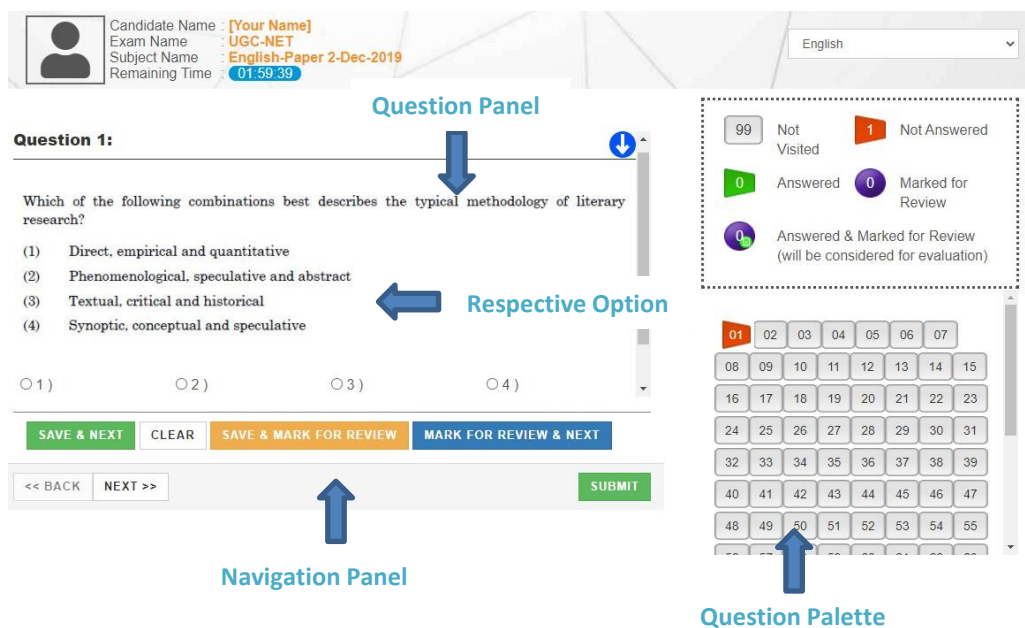 Candidate Name : [Your Name]
Exam Name : UGC-NET
Subject Name : English-Paper 2-Dec-2019
Remaining Time : 01:59:39
English
Question Panel
Question 1:
Which of the following combinations best describes the typical methodology of literary
research?
(1) Direct, empirical and quantitative
(2) Phenomenological, speculative and abstract
(3) Textual, critical and historical
(4) Synoptic, conceptual and speculative
Respective Option
1 )
2 )
3 )
4 )
SAVE & NEXT
CLEAR
SAVE & MARK FOR REVIEW
MARK FOR REVIEW & NEXT
<< BACK
NEXT >>
SUBMIT
Navigation Panel
99 Not
Visited
1 Not Answered
0 Answered
0 Marked for
Review
0 Answered & Marked for Review
(will be considered for evaluation)
01 02 03 04 05 06 07
08 09 10 11 12 13 14 15
16 17 18 19 20 21 22 23
24 25 26 27 28 29 30 31
32 33 34 35 36 37 38 39
40 41 42 43 44 45 46 47
48 49 50 51 52 53 54 55
Question Palette